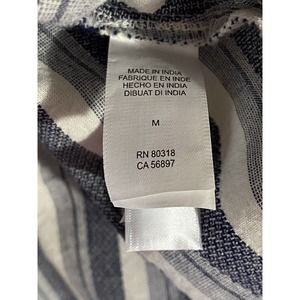 MADE IN INDIA
FABRIQUE EN INDE
HECHO EN INDIA
DIBUAT DI INDIA
M
RN 80318
CA 56897